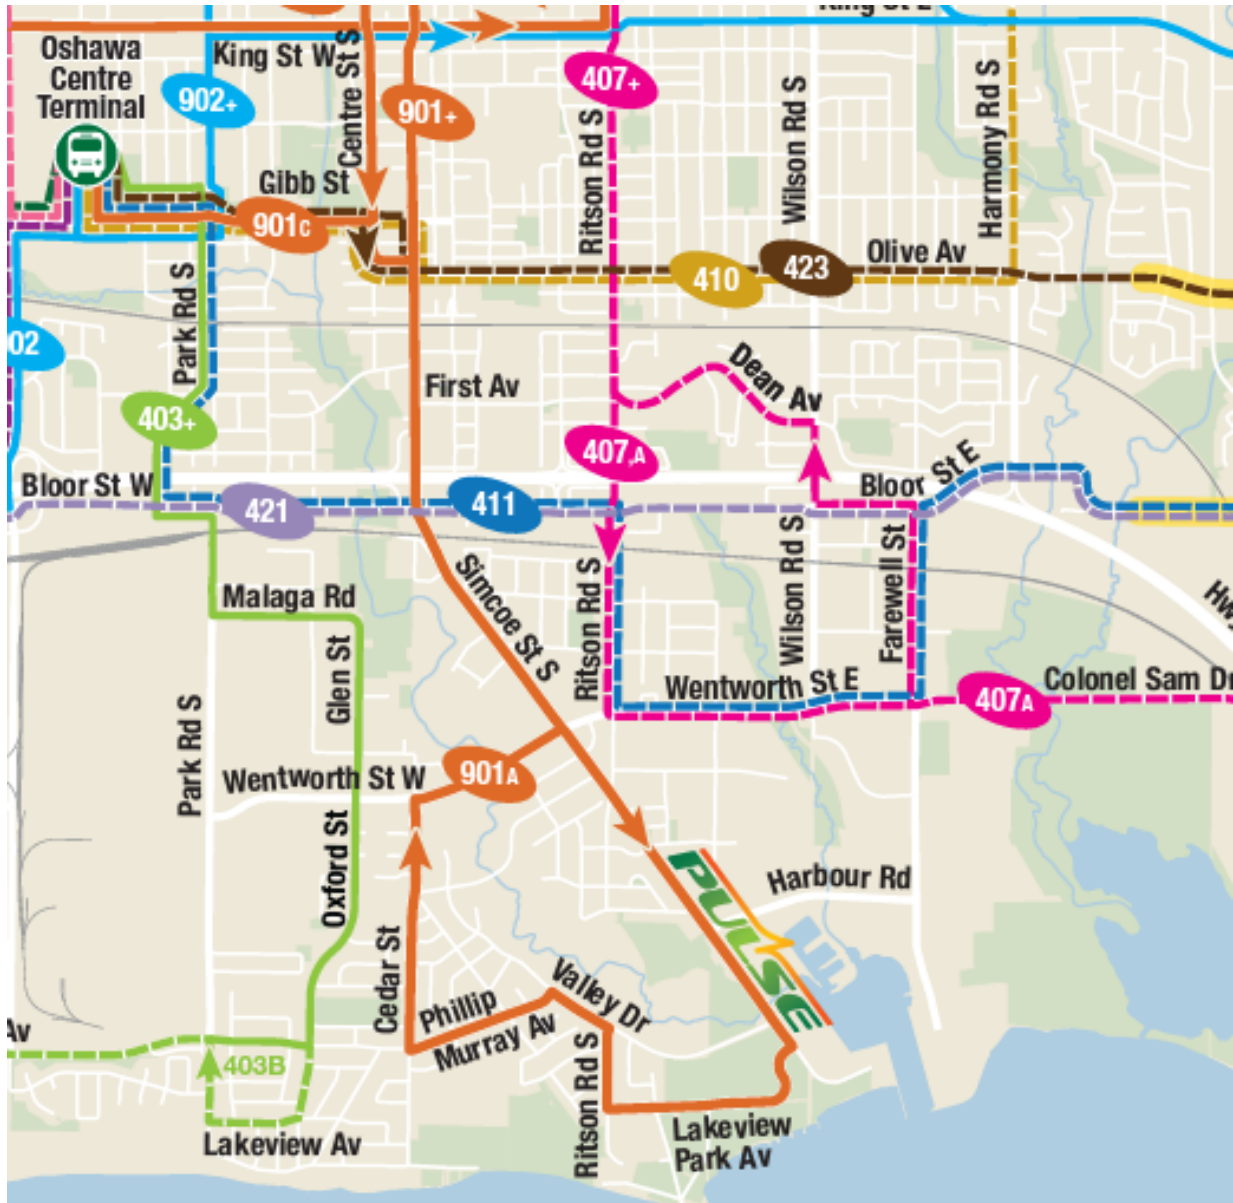 King St E
Oshawa
Centre
Terminal
King St W
Centre St S
902+
901+
407+
Ritson Rd S
Wilson Rd S
Harmony Rd S
Gibb St
901C
Olive Av
410
423
Park Rd S
02
First Av
Dean Av
403+
407,A
Bloor St W
421
411
Bloor St E
Simcoe St S
Ritson Rd S
Wilson Rd S
Farewell St
Malaga Rd
Glen St
Wentworth St E
407A
Colonel Sam Dr
Park Rd S
Wentworth St W
901A
Oxford St
PULSE
Harbour Rd
Cedar St
Phillip
Murray Av
Valley Dr
Av
403B
Ritson Rd S
Lakeview Av
Lakeview
Park Av